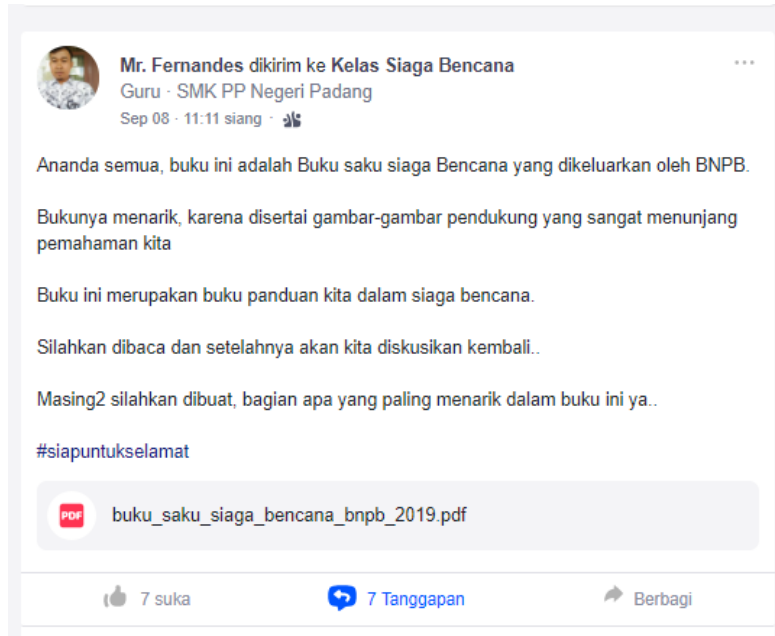 Mr. Fernandes dikirim ke Kelas Siaga Bencana
Guru · SMK PP Negeri Padang
Sep 08 · 11:11 siang ·
Ananda semua, buku ini adalah Buku saku siaga Bencana yang dikeluarkan oleh BNPB.
Bukunya menarik, karena disertai gambar-gambar pendukung yang sangat menunjang
pemahaman kita
Buku ini merupakan buku panduan kita dalam siaga bencana.
Silahkan dibaca dan setelahnya akan kita diskusikan kembali..
Masing2 silahkan dibuat, bagian apa yang paling menarik dalam buku ini ya..
#siapuntukselamat
PDF buku_saku_siaga_bencana_bnpb_2019.pdf
7 suka 7 Tanggapan Berbagi